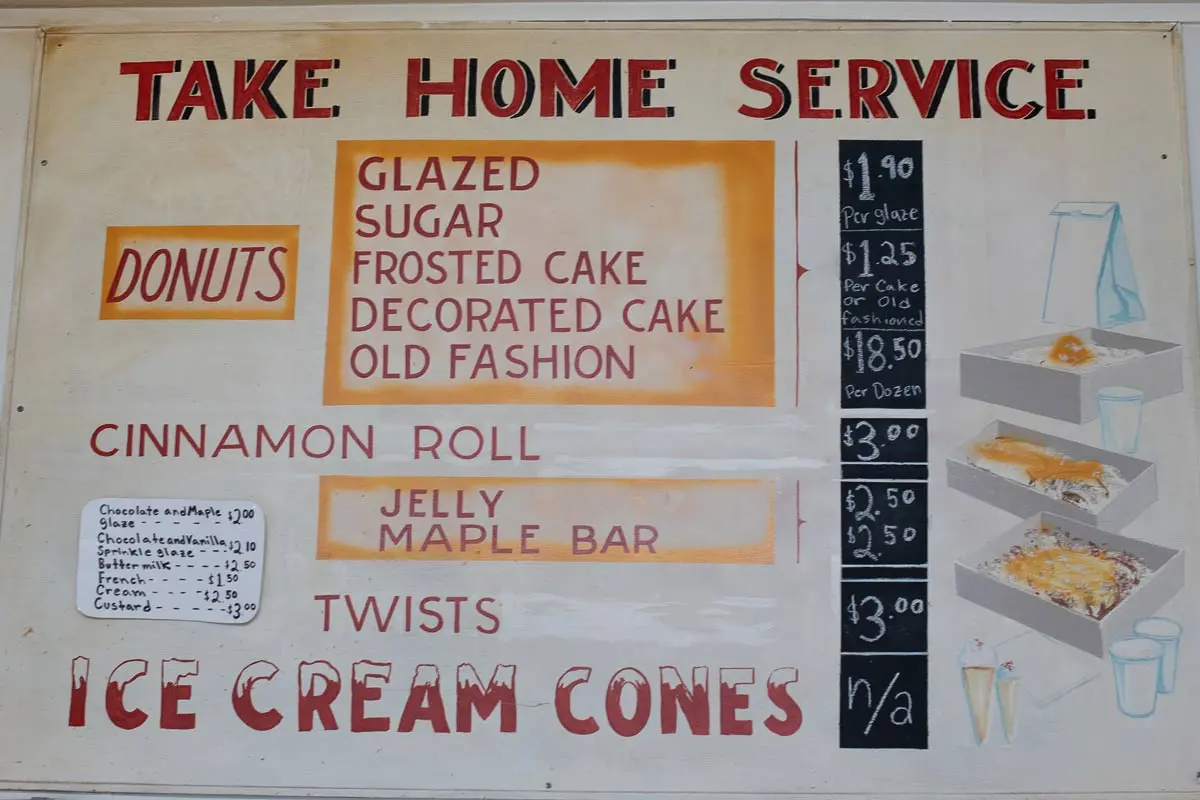 TAKE HOME SERVICE
DONUTS
GLAZED
SUGAR
FROSTED CAKE
DECORATED CAKE
OLD FASHION
$1.90
Per glaze
$1.25
Per Cake
or Old
fashioned
$18.50
Per Dozen
CINNAMON ROLL
$3.00
JELLY
$2.50
MAPLE BAR
$2.50
Chocolate and Maple
glaze - - - - - - $2.00
Chocolate and Vanilla
Sprinkle glaze - - - $2.10
Buttermilk - - - - $2.50
French - - - - $1.50
Cream - - - - $2.50
Custard - - - - - $3.00
TWISTS
$3.00
ICE CREAM CONES
n/a